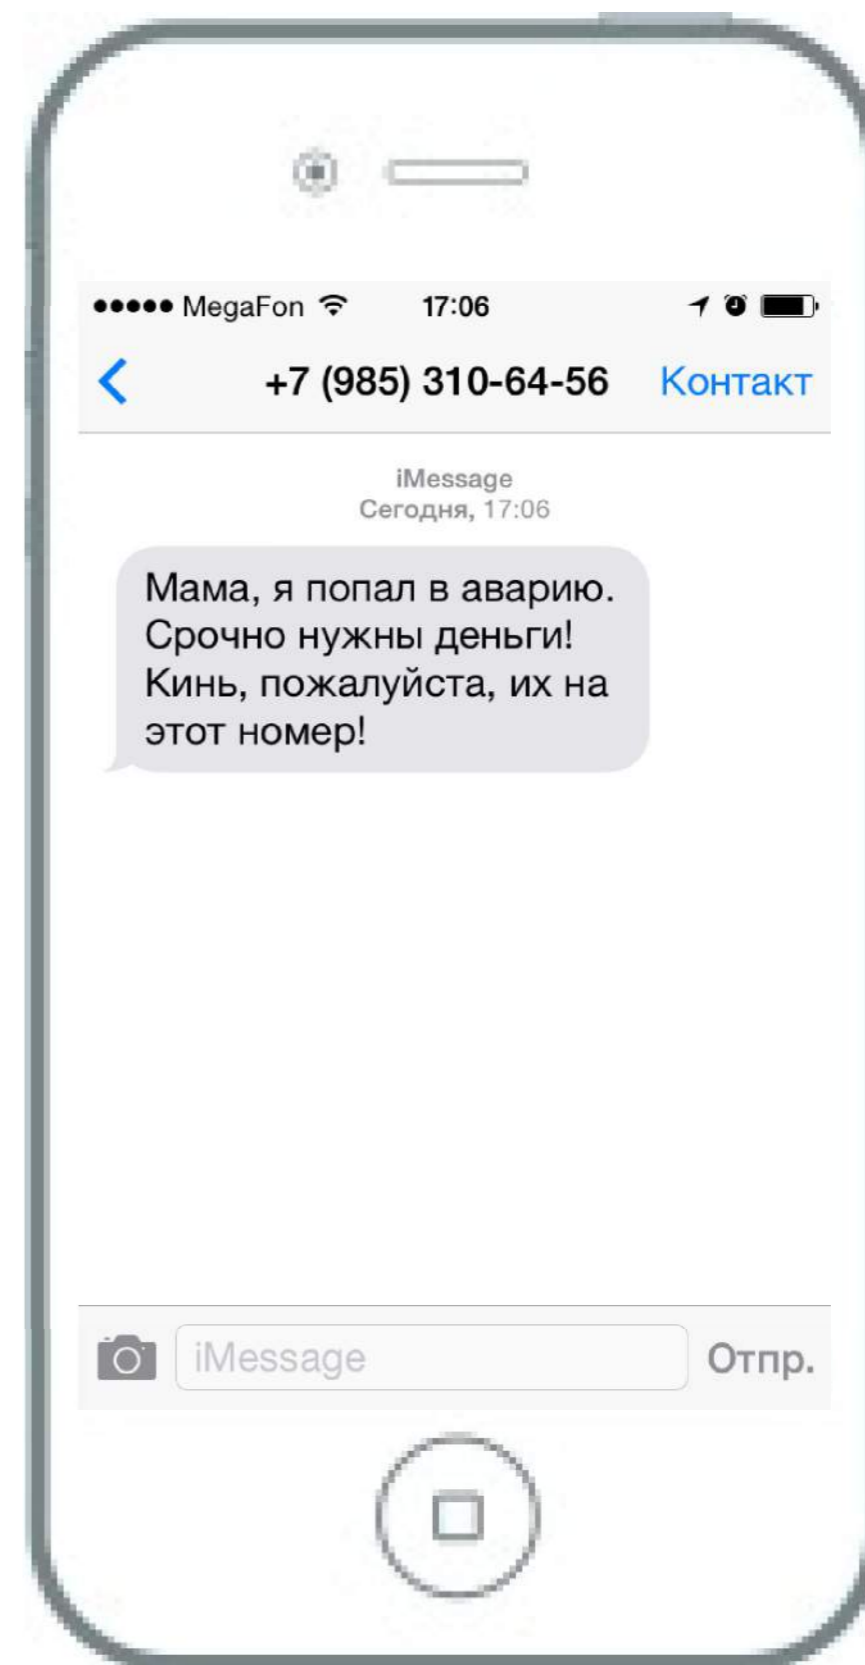 MegaFon 17:06
+7 (985) 310-64-56 Контакт
iMessage
Сегодня, 17:06
Мама, я попал в аварию.
Срочно нужны деньги!
Кинь, пожалуйста, их на
этот номер!
iMessage Отпр.